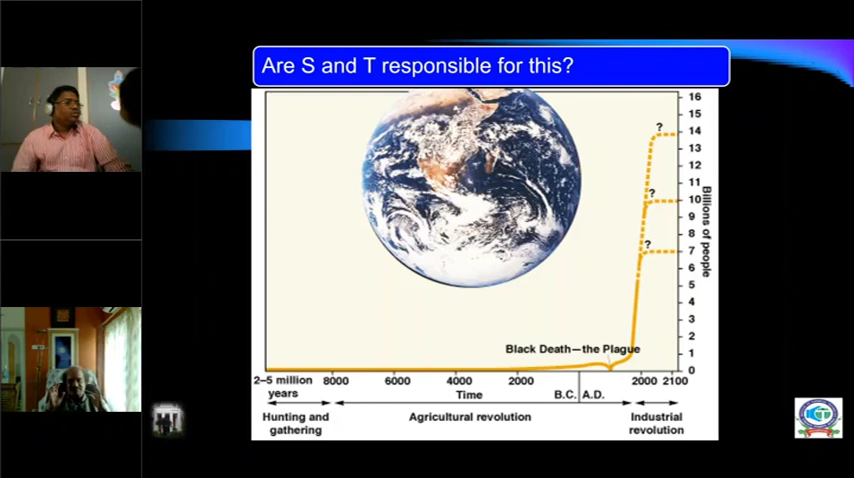 Are S and T responsible for this?
16
15
14
13
12
11
10
9
8
7
6
5
4
3
2
1
0
Billions of people
?
?
?
Black Death—the Plague
2–5 million
years
8000
6000
4000
2000
2000
2100
Time
B.C.
A.D.
Hunting and
gathering
Agricultural revolution
Industrial
revolution